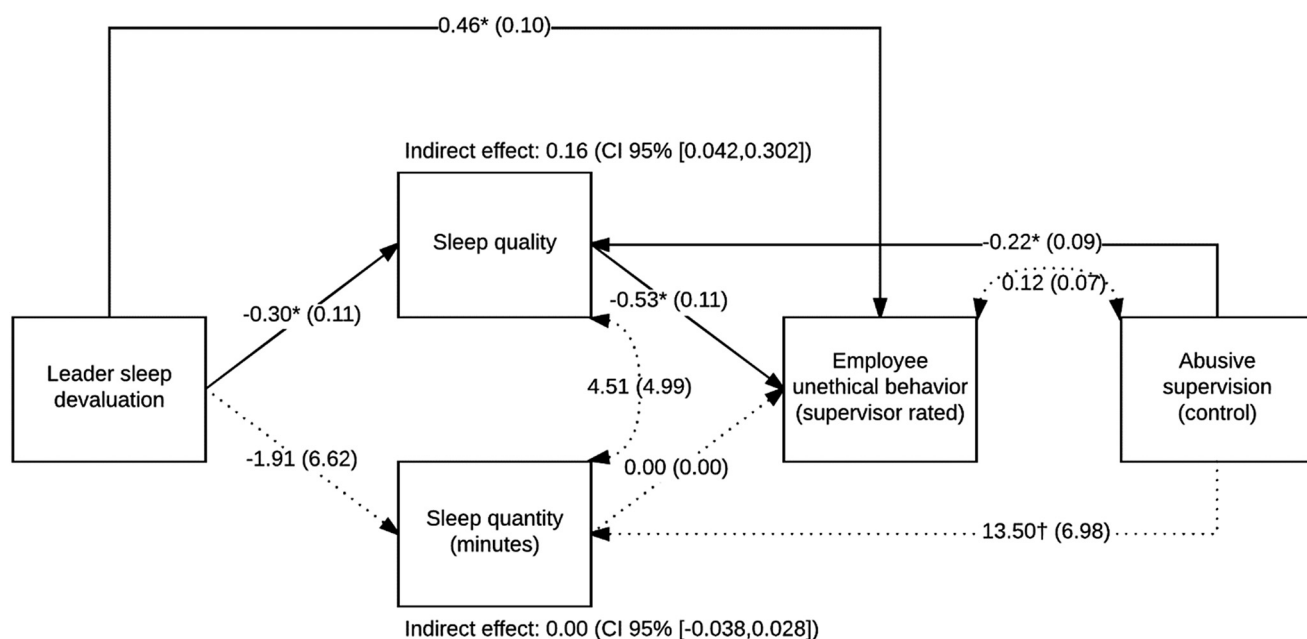 0.46* (0.10)
Indirect effect: 0.16 (CI 95% [0.042,0.302])
Sleep quality
-0.22* (0.09)
0.12 (0.07)
-0.30* (0.11)
-0.53* (0.11)
Leader sleep
devaluation
Employee
unethical behavior
(supervisor rated)
Abusive
supervision
(control)
4.51 (4.99)
-1.91 (6.62)
0.00 (0.00)
Sleep quantity
(minutes)
13.50† (6.98)
Indirect effect: 0.00 (CI 95% [-0.038,0.028])